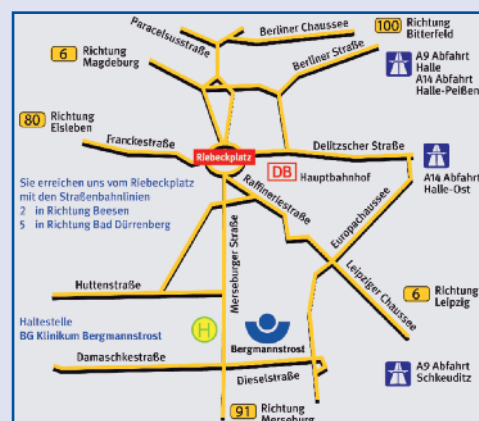 Paracelsusstraße
Berliner Chaussee
100 Richtung
Bitterfeld
6 Richtung
Magdeburg
Berliner Straße
A9 Abfahrt
Halle
A14 Abfahrt
Halle-Peißen
80 Richtung
Eisleben
Franckestraße
Riebeckplatz
Delitzscher Straße
DB Hauptbahnhof
A14 Abfahrt
Halle-Ost
Sie erreichen uns vom Riebeckplatz
mit den Straßenbahnlinien
2 in Richtung Beesen
5 in Richtung Bad Dürrenberg
Raffineriestraße
Europachaussee
Merseburger Straße
Leipziger Chaussee
Huttenstraße
6 Richtung
Leipzig
Haltestelle
BG Klinikum Bergmannstrost
H
Bergmannstrost
Damaschkestraße
Dieselstraße
A9 Abfahrt
Schkeuditz
91 Richtung
Merseburg